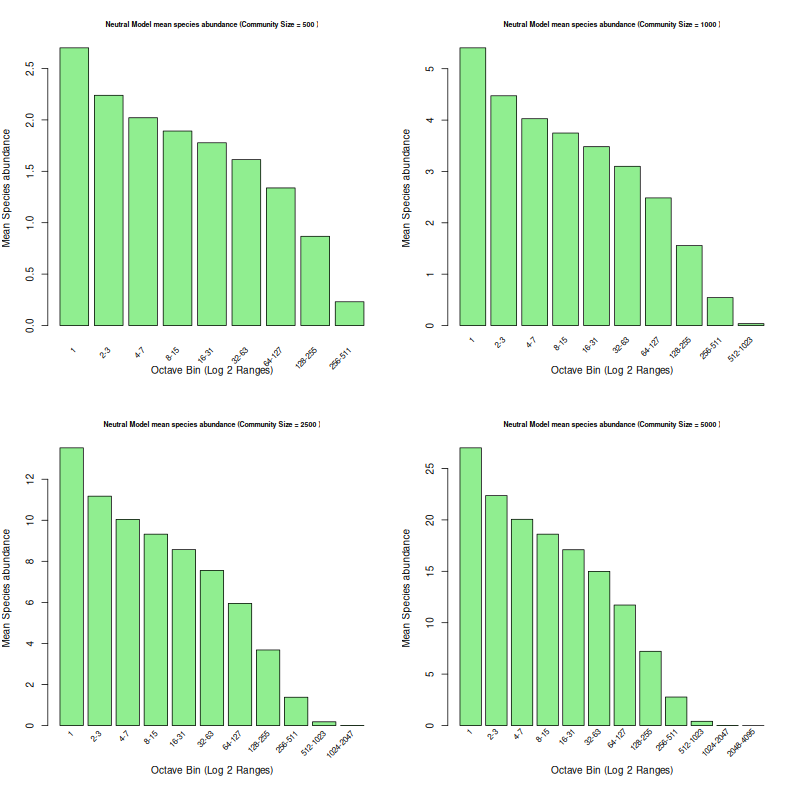 Neutral Model mean species abundance (Community Size = 500 )
Mean Species abundance
0.0 0.5 1.0 1.5 2.0 2.5
1 2-3 4-7 8-15 16-31 32-63 64-127 128-255 256-511
Octave Bin (Log 2 Ranges)
Neutral Model mean species abundance (Community Size = 1000 )
Mean Species abundance
0 1 2 3 4 5
1 2-3 4-7 8-15 16-31 32-63 64-127 128-255 256-511 512-1023
Octave Bin (Log 2 Ranges)
Neutral Model mean species abundance (Community Size = 2500 )
Mean Species abundance
0 2 4 6 8 10 12
1 2-3 4-7 8-15 16-31 32-63 64-127 128-255 256-511 512-1023 1024-2047
Octave Bin (Log 2 Ranges)
Neutral Model mean species abundance (Community Size = 5000 )
Mean Species abundance
0 5 10 15 20 25
1 2-3 4-7 8-15 16-31 32-63 64-127 128-255 256-511 512-1023 1024-2047 2048-4095
Octave Bin (Log 2 Ranges)